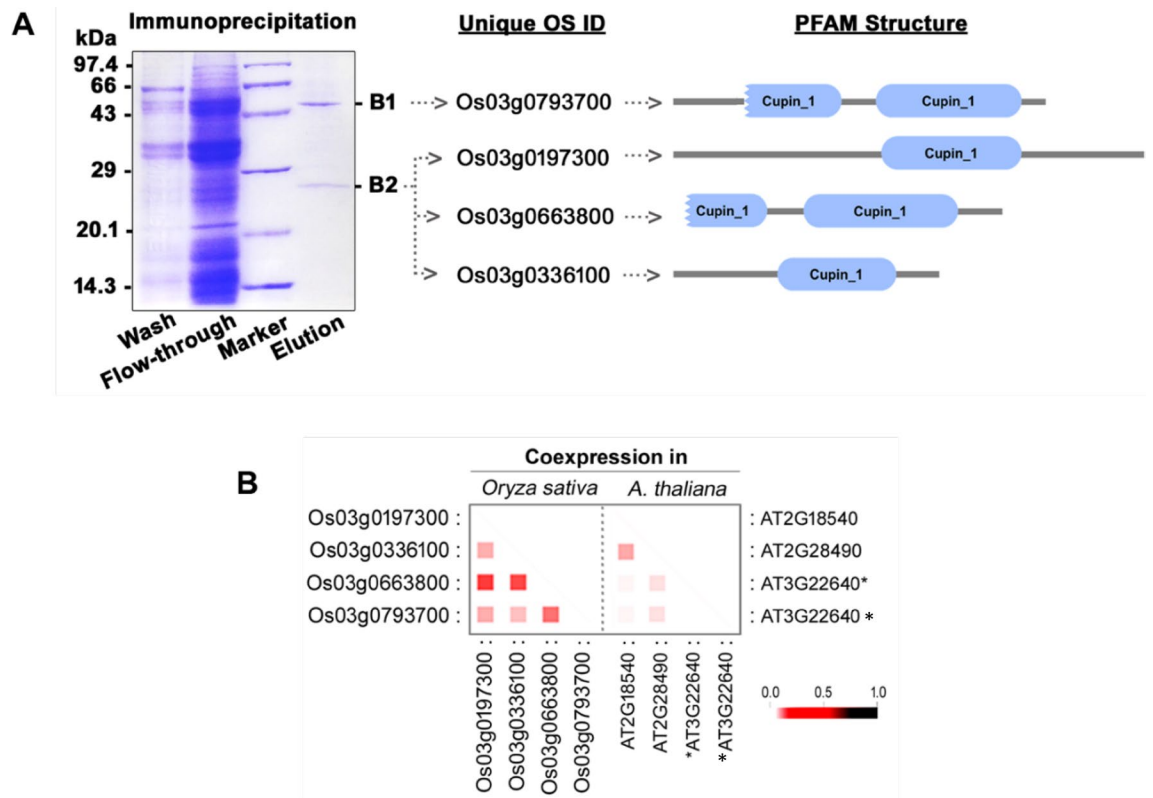 A
Immunoprecipitation
Unique OS ID
PFAM Structure
kDa
97.4
66
43
29
20.1
14.3
B1
Os03g0793700
Cupin_1
Cupin_1
Os03g0197300
Cupin_1
B2
Os03g0663800
Cupin_1
Cupin_1
Os03g0336100
Cupin_1
Wash
Flow-through
Marker
Elution
B
Coexpression in
Oryza sativa
A. thaliana
Os03g0197300 :
: AT2G18540
Os03g0336100 :
: AT2G28490
Os03g0663800 :
: AT3G22640*
Os03g0793700 :
: AT3G22640 *
Os03g0197300 :
Os03g0336100 :
Os03g0663800 :
Os03g0793700 :
AT2G18540 :
AT2G28490 :
*AT3G22640 :
*AT3G22640 :
0.0 0.5 1.0